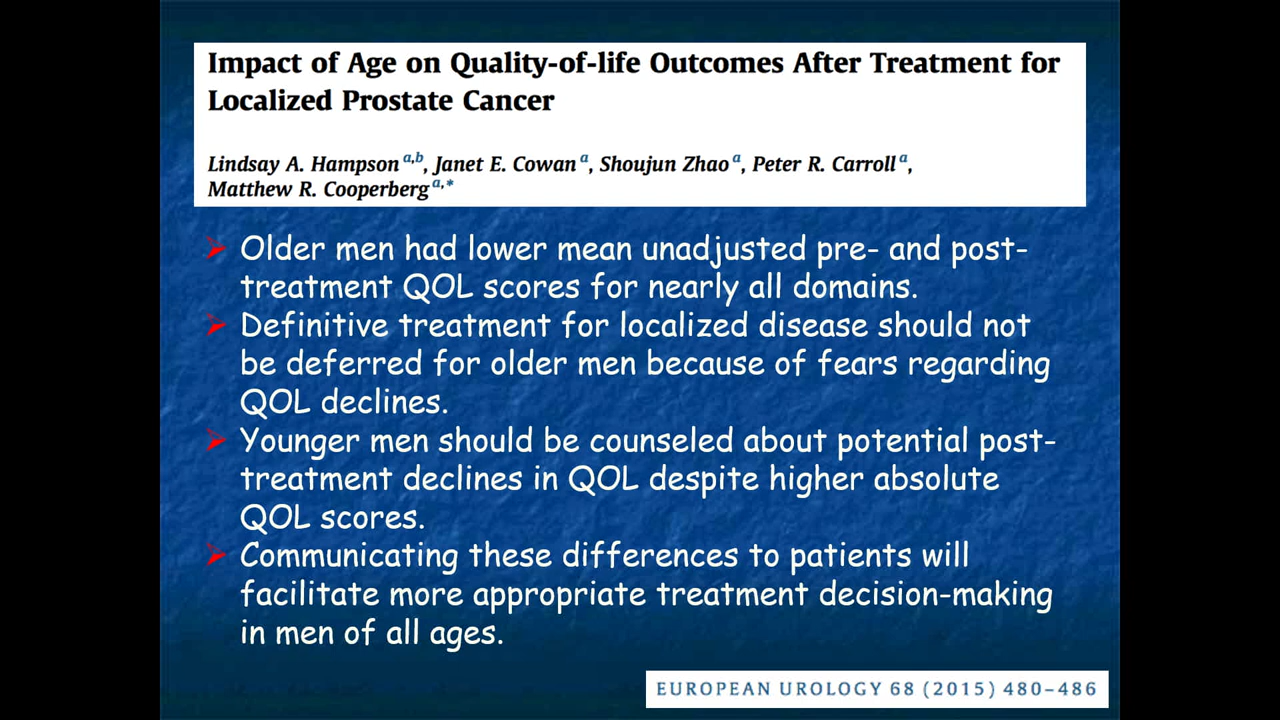 Impact of Age on Quality-of-life Outcomes After Treatment for
Localized Prostate Cancer
Lindsay A. Hampson a,b, Janet E. Cowan a, Shoujun Zhao a, Peter R. Carroll a,
Matthew R. Cooperberg a,*
Older men had lower mean unadjusted pre- and post-
treatment QOL scores for nearly all domains.
Definitive treatment for localized disease should not
be deferred for older men because of fears regarding
QOL declines.
Younger men should be counseled about potential post-
treatment declines in QOL despite higher absolute
QOL scores.
Communicating these differences to patients will
facilitate more appropriate treatment decision-making
in men of all ages.
EUROPEAN UROLOGY 68 (2015) 480–486